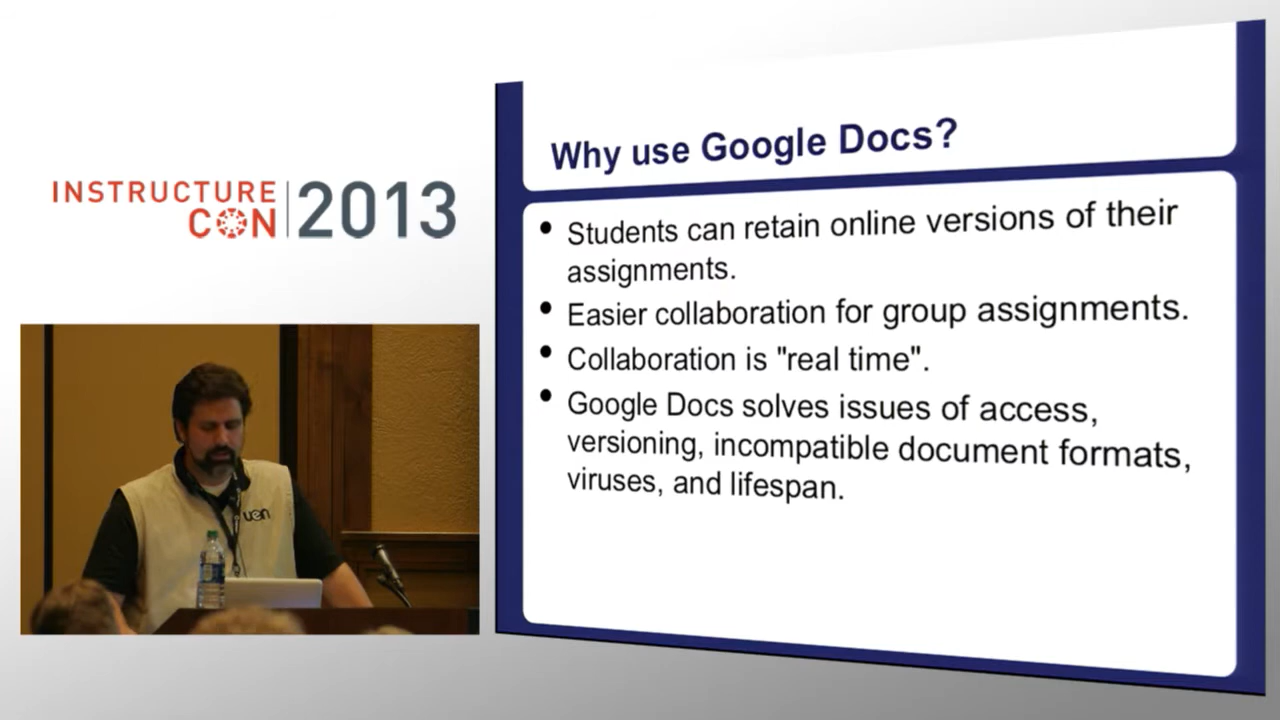 INSTRUCTURE
CON
2013
uen
Why use Google Docs?
• Students can retain online versions of their
assignments.
• Easier collaboration for group assignments.
• Collaboration is "real time".
• Google Docs solves issues of access,
versioning, incompatible document formats,
viruses, and lifespan.